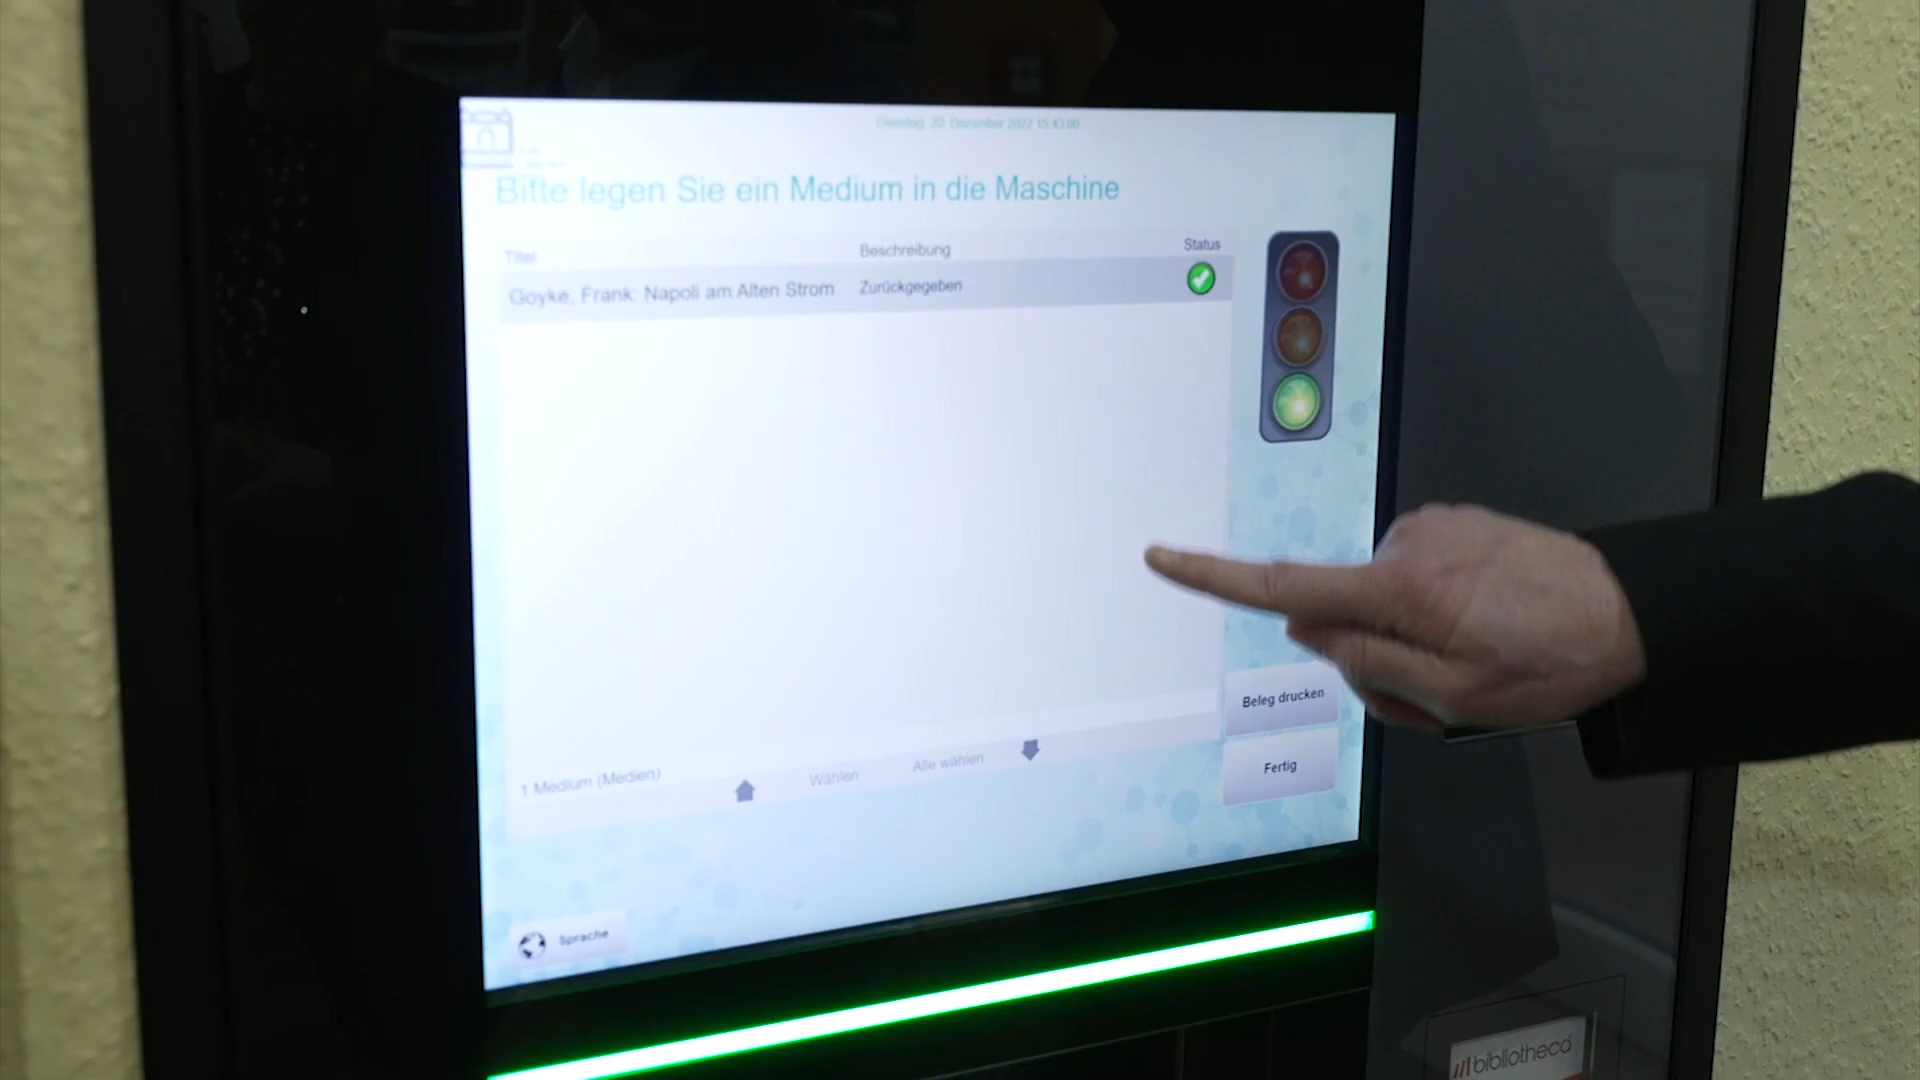 Dienstag, 20. Dezember 2022 15:43:00
Bitte legen Sie ein Medium in die Maschine
Titel Beschreibung Status
Goyke, Frank: Napoli am Alten Strom Zurückgegeben
Beleg drucken
1 Medium (Medien) Wählen Alle wählen
Fertig
Sprache
bibliotheca